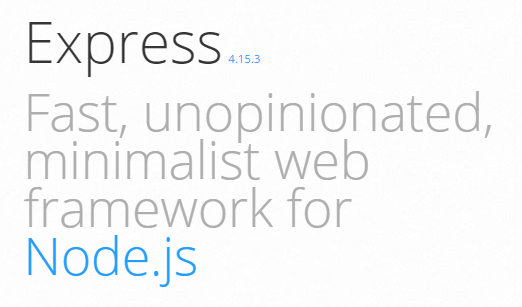 Express 4.15.3
Fast, unopinionated,
minimalist web
framework for
Node.js